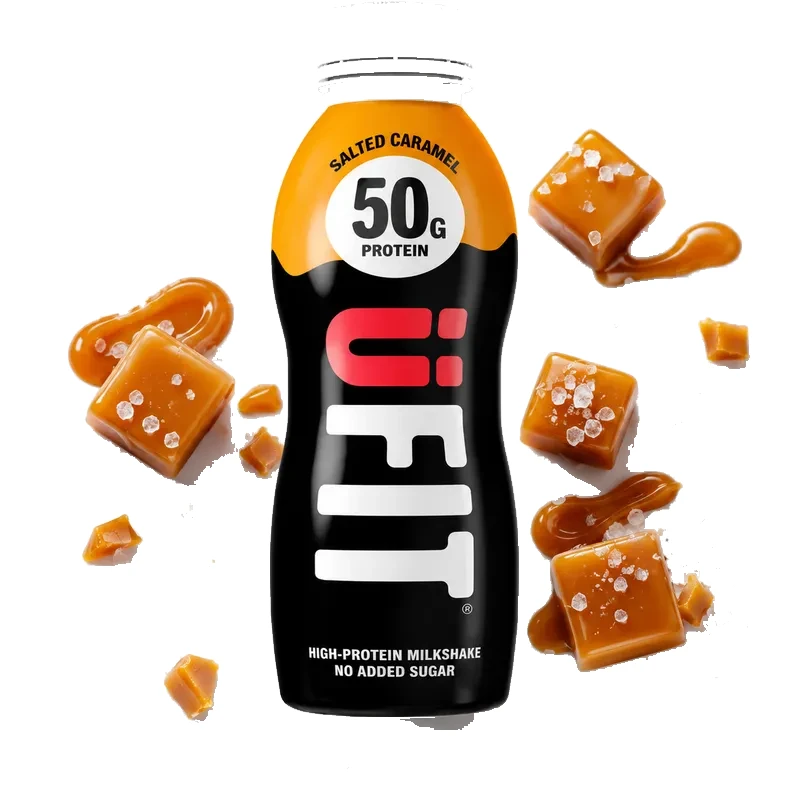 SALTED CARAMEL
50G
PROTEIN
ÜFIT
®
HIGH-PROTEIN MILKSHAKE
NO ADDED SUGAR